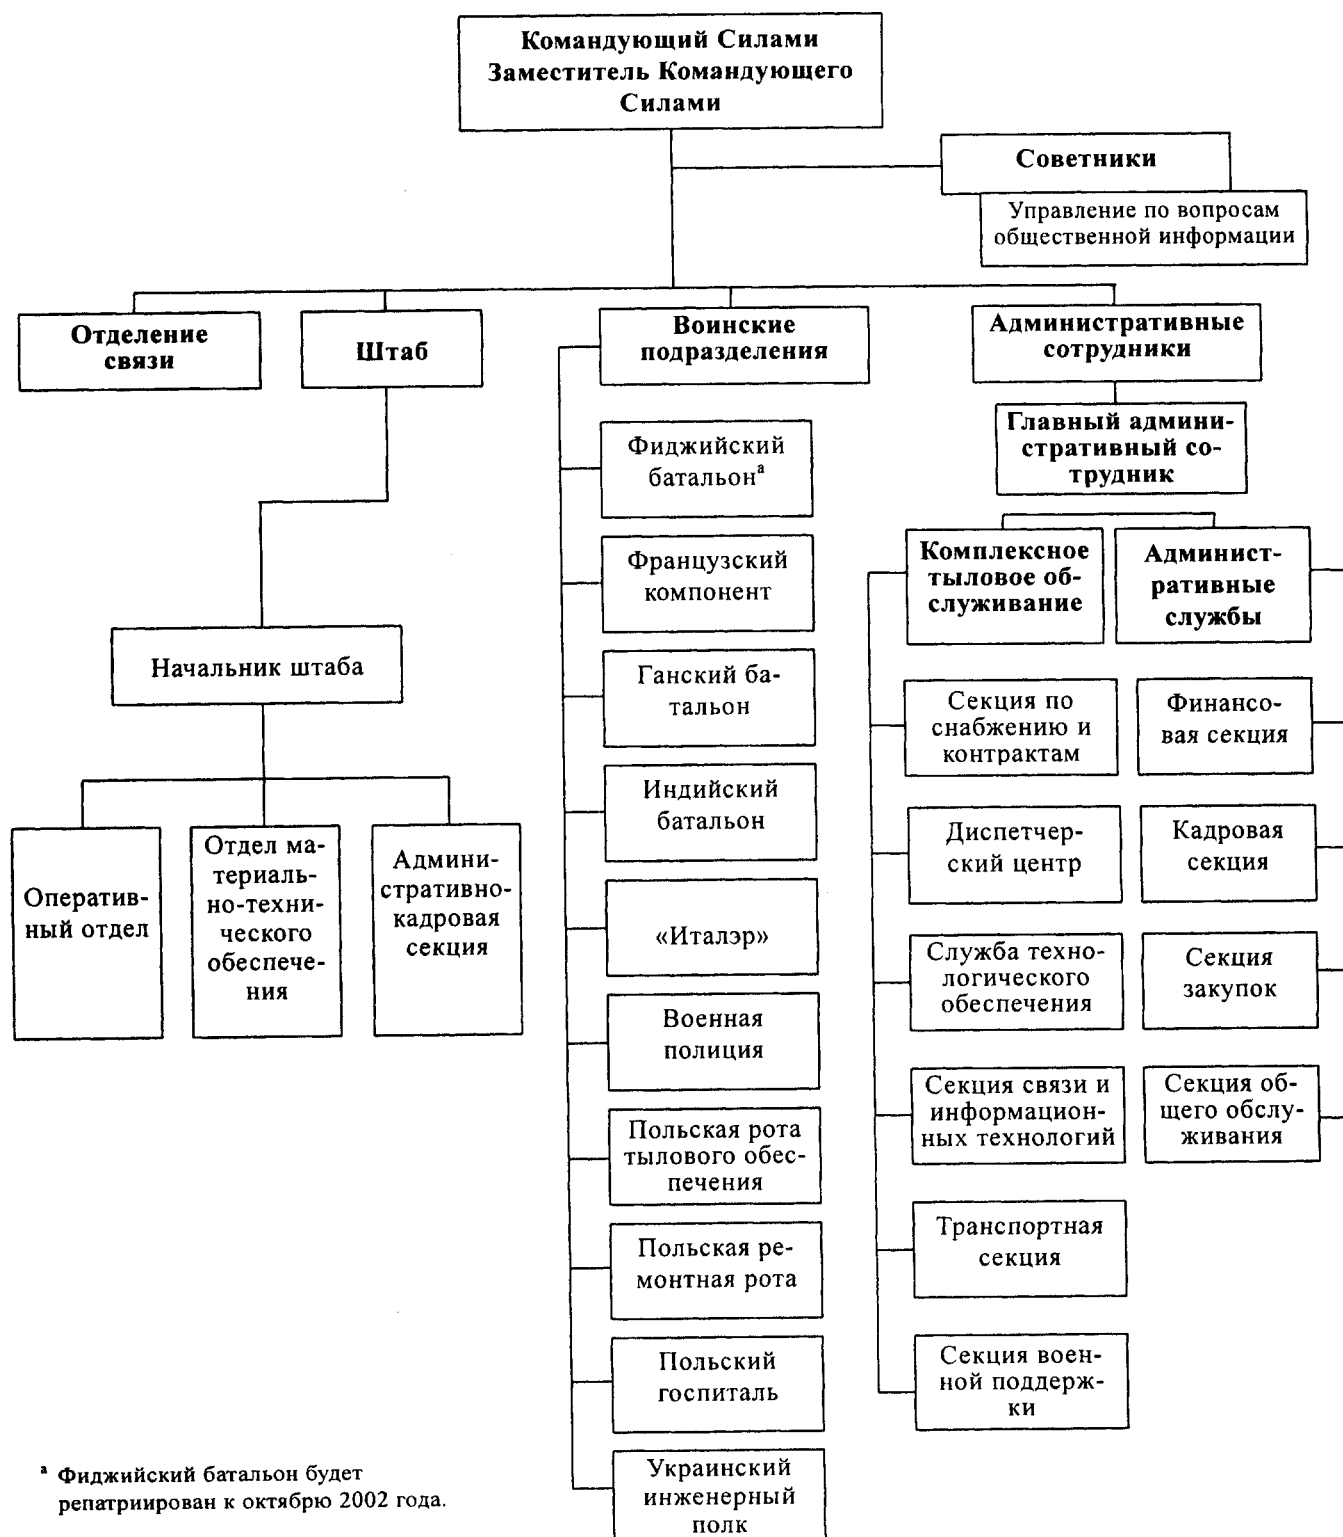 Командующий Силами
Заместитель Командующего
Силами
Советники
Управление по вопросам
общественной информации
Отделение
связи
Штаб
Воинские
подразделения
Административные
сотрудники
Главный админи-
стративный со-
трудник
Начальник штаба
Оператив-
ный отдел
Отдел ма-
териаль-
но-техни-
ческого
обеспече-
ния
Админи-
стративно-
кадровая
секция
Фиджийский
батальонª
Французский
компонент
Ганский ба-
тальон
Индийский
батальон
«Италэр»
Военная
полиция
Польская рота
тылового обес-
печения
Польская ре-
монтная рота
Польский
госпиталь
Украинский
инженерный
полк
Комплексное
тыловое об-
служивание
Секция по
снабжению и
контрактам
Диспетчер-
ский центр
Служба техно-
логического
обеспечения
Секция связи и
информацион-
ных технологий
Транспортная
секция
Секция воен-
ной поддерж-
ки
Админист-
ративные
службы
Финансо-
вая секция
Кадровая
секция
Секция
закупок
Секция об-
щего обслу-
живания
ª Фиджийский батальон будет
репатриирован к октябрю 2002 года.